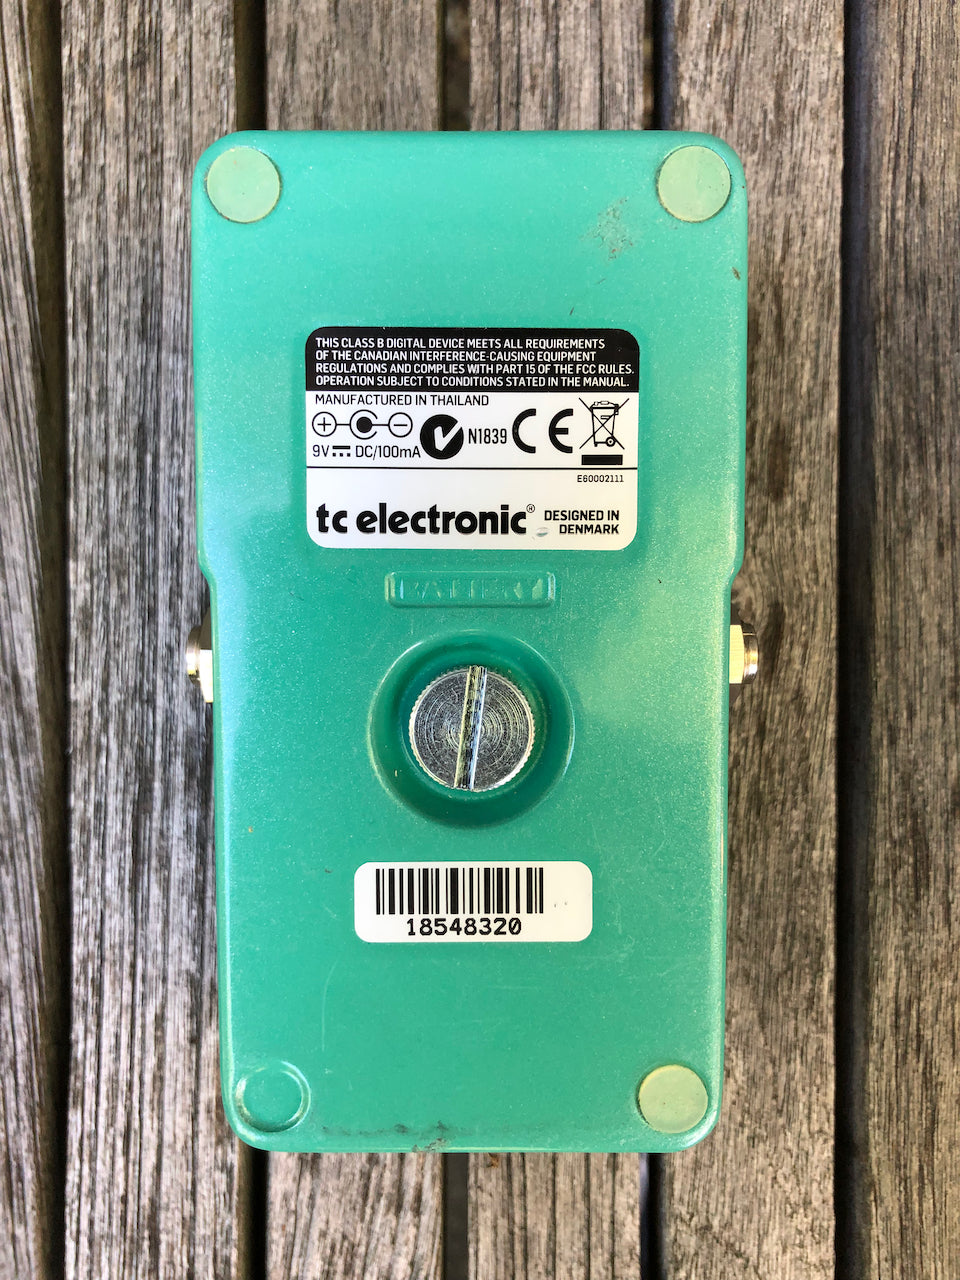 THIS CLASS B DIGITAL DEVICE MEETS ALL REQUIREMENTS
OF THE CANADIAN INTERFERENCE-CAUSING EQUIPMENT
REGULATIONS AND COMPLIES WITH PART 15 OF THE FCC RULES.
OPERATION SUBJECT TO CONDITIONS STATED IN THE MANUAL.
MANUFACTURED IN THAILAND
N1839 CE
9V DC/100mA
E60002111
tc electronic® DESIGNED IN
DENMARK
BATTERY
18548320